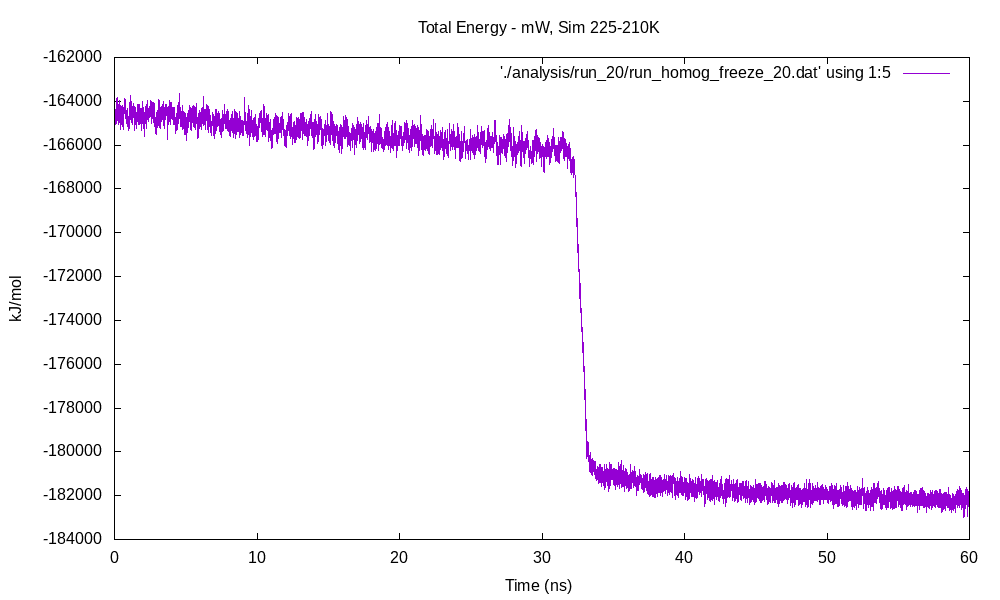 Total Energy - mW, Sim 225-210K
'./analysis/run_20/run_homog_freeze_20.dat' using 1:5
-162000
-164000
-166000
-168000
-170000
-172000
-174000
-176000
-178000
-180000
-182000
-184000
kJ/mol
0 10 20 30 40 50 60
Time (ns)